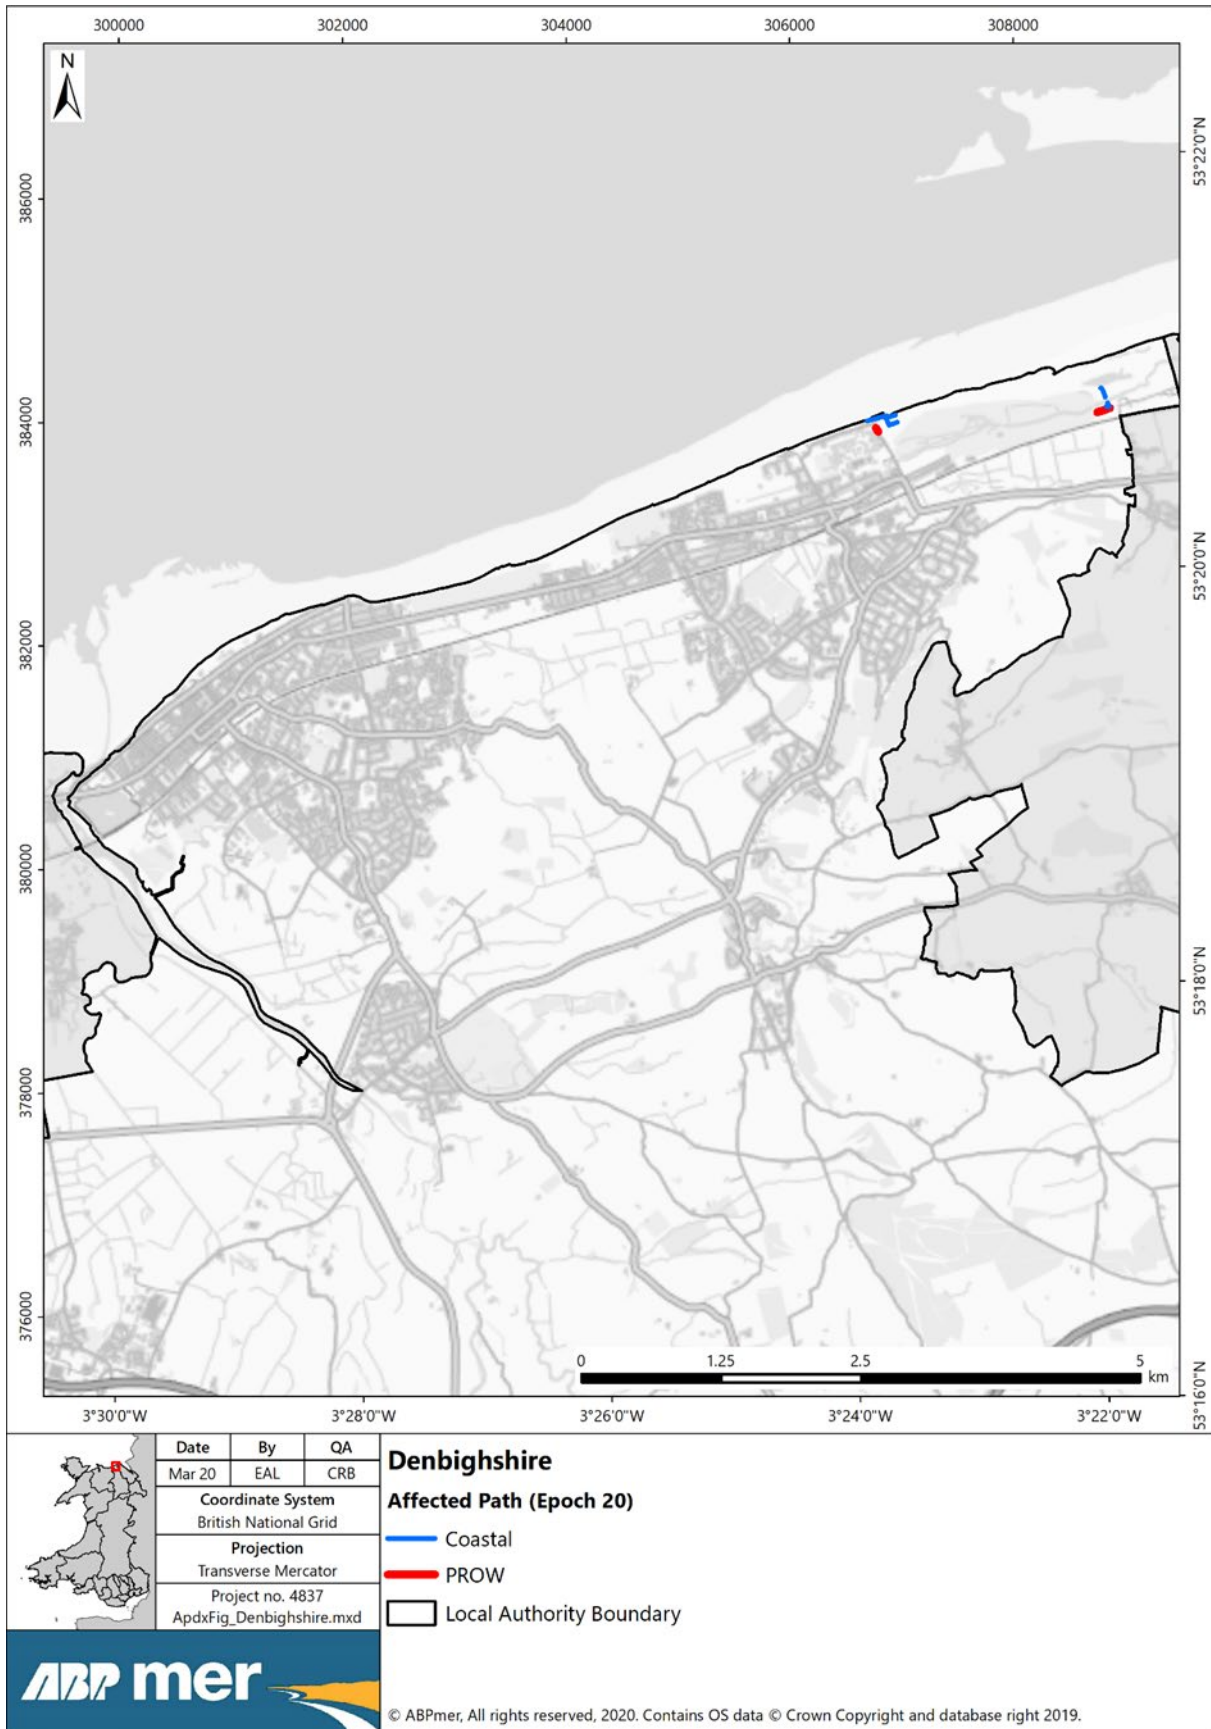 300000 302000 304000 306000 308000
N
53°22'0"N
386000
384000
53°20'0"N
382000
380000
53°18'0"N
378000
376000
0 1.25 2.5 5
km
53°16'0"N
3°30'0"W 3°28'0"W 3°26'0"W 3°24'0"W 3°22'0"W
Date By QA
Mar 20 EAL CRB
Coordinate System
British National Grid
Projection
Transverse Mercator
Project no. 4837
ApdxFig_Denbighshire.mxd
ABP mer
Denbighshire
Affected Path (Epoch 20)
Coastal
PROW
Local Authority Boundary
© ABPmer, All rights reserved, 2020. Contains OS data © Crown Copyright and database right 2019.